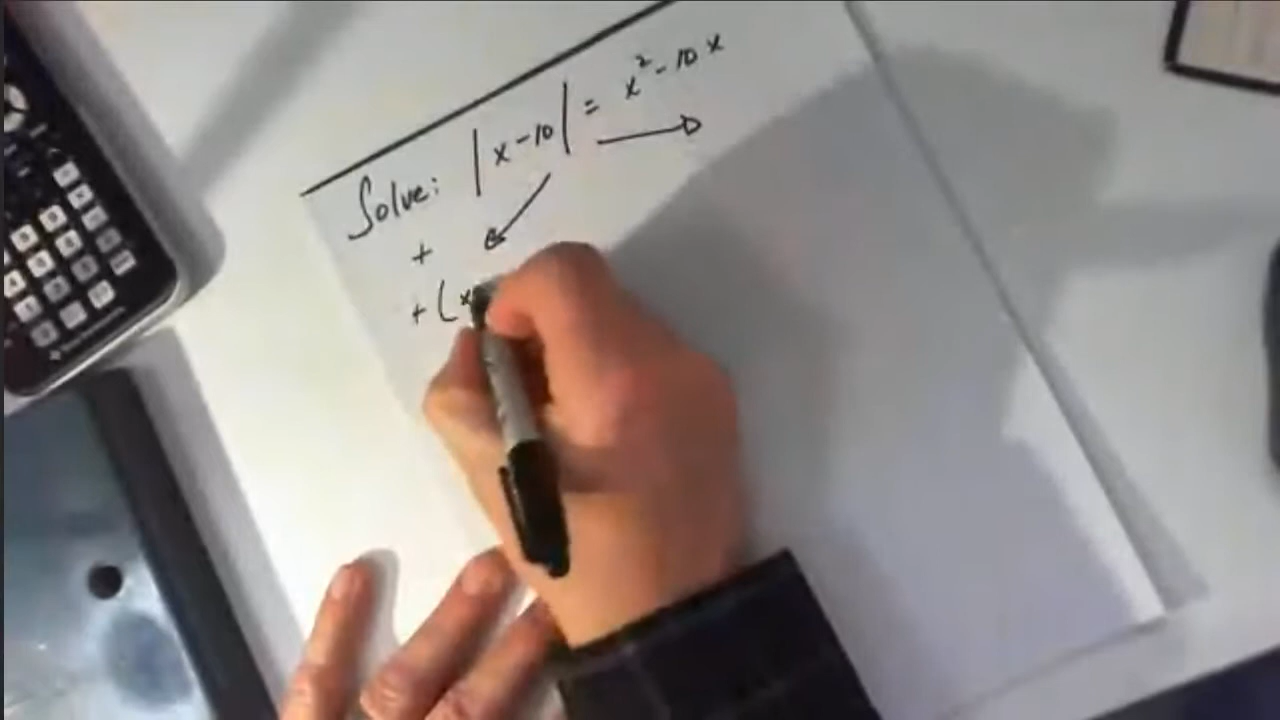 Solve: |x-10| = x²-10x
+
+(x